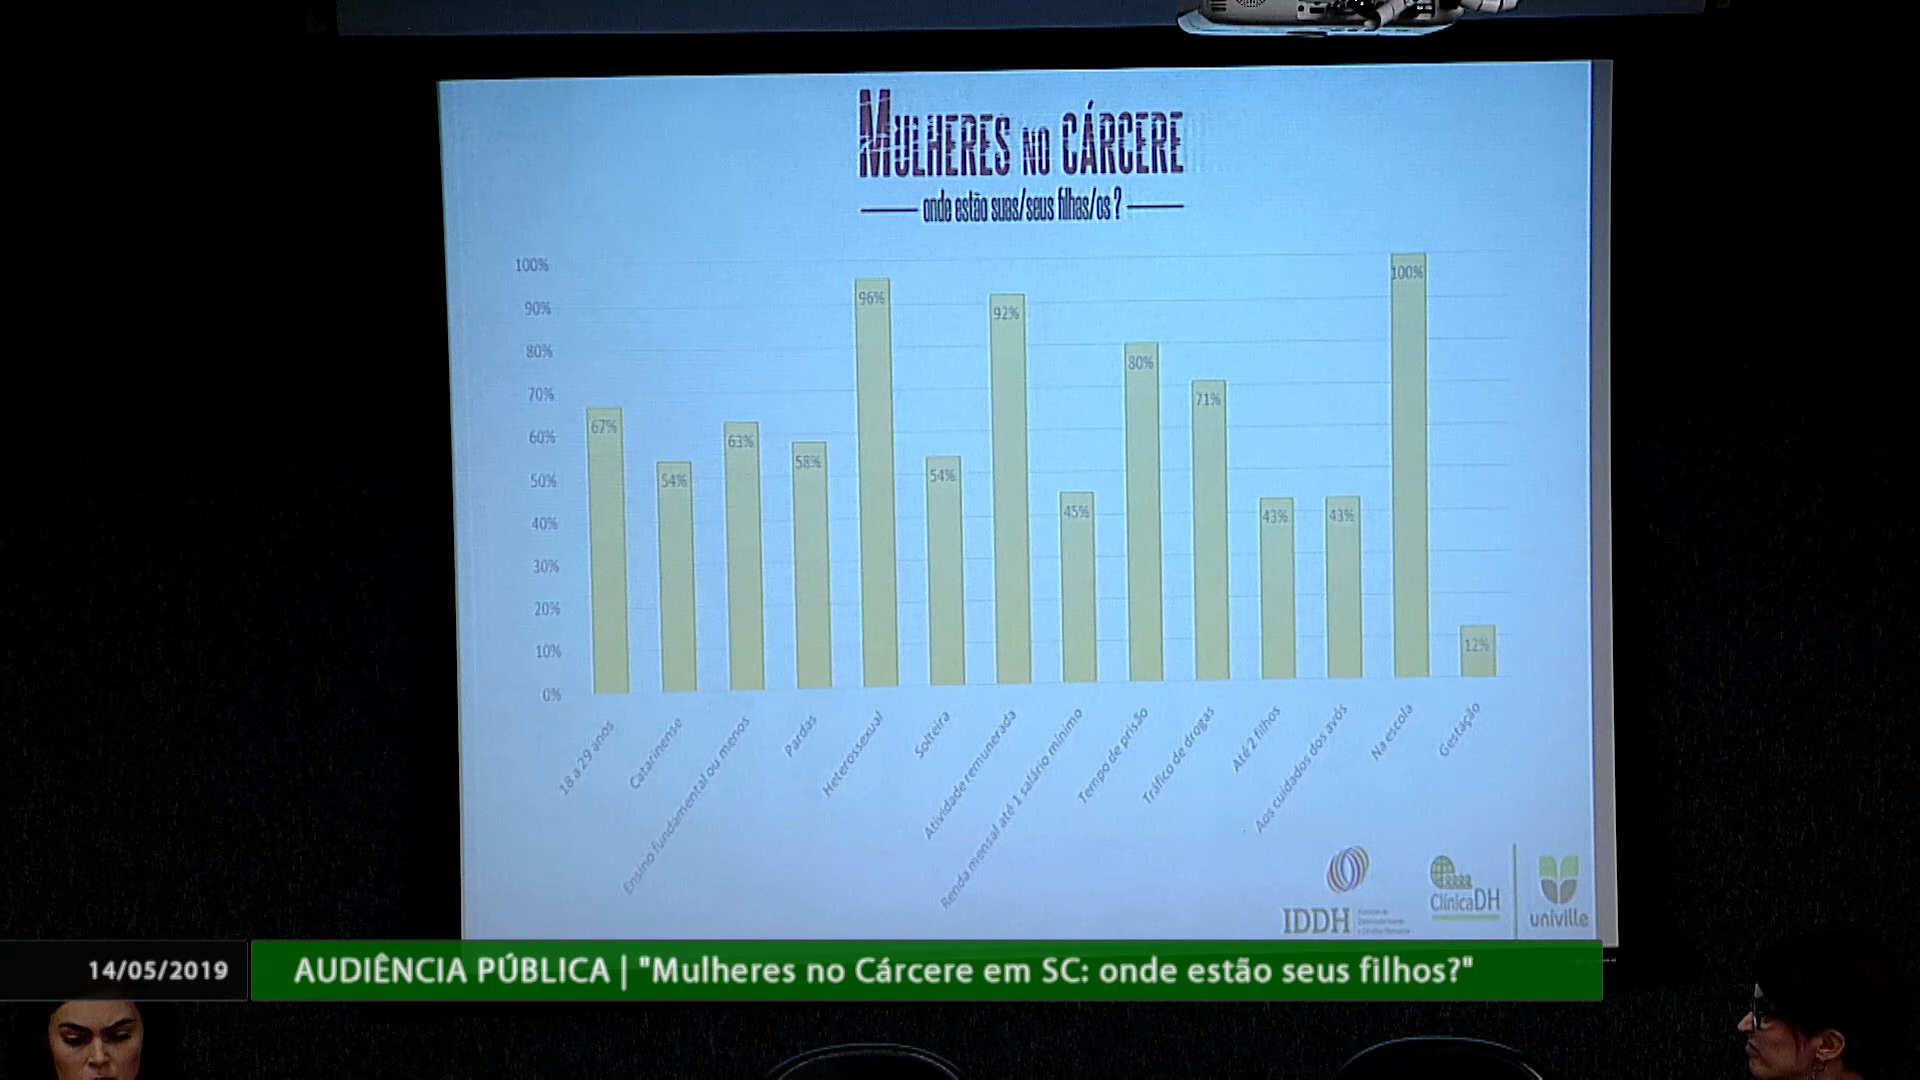 MULHERES NO CÁRCERE
onde estão suas/seus filhas/os ?
100%
90%
80%
70%
60%
50%
40%
30%
20%
10%
0%
67%
54%
63%
58%
96%
54%
92%
45%
80%
71%
43%
43%
100%
12%
18 a 29 anos
Catarinense
Ensino fundamental ou menos
Pardas
Heterossexual
Solteira
Atividade remunerada
Renda mensal até 1 salário mínimo
Tempo de prisão
Tráfico de drogas
Até 2 filhos
Aos cuidados dos avós
Na escola
Gestação
IDDH
ClínicaDH
univille
14/05/2019
AUDIÊNCIA PÚBLICA | "Mulheres no Cárcere em SC: onde estão seus filhos?"